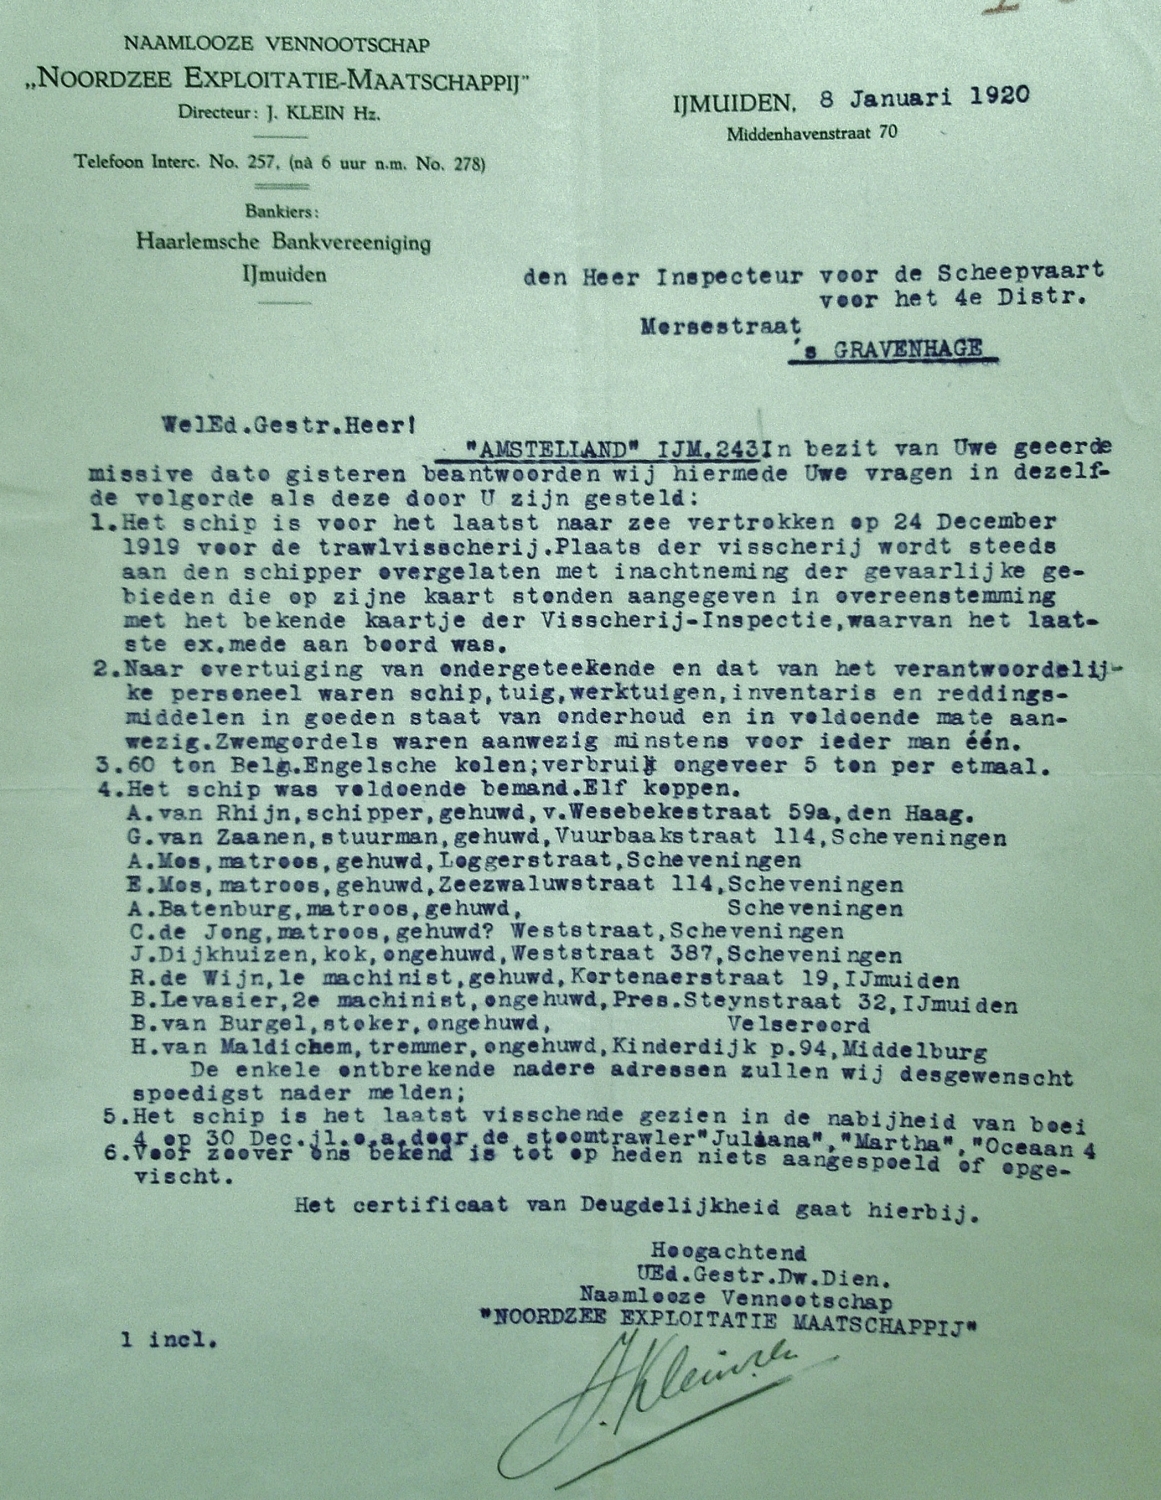 NAAMLOOZE VENNOOTSCHAP
„NOORDZEE EXPLOITATIE-MAATSCHAPPIJ”
Directeur: J. KLEIN Hz.
Telefoon Interc. No. 257, (nà 6 uur n.m. No. 278)
Bankiers:
Haarlemsche Bankvereeniging
IJmuiden
IJMUIDEN, 8 Januari 1920
Middenhavenstraat 70
den Heer Inspecteur voor de Scheepvaart
voor het 4e Distr.
Morsestraat
's GRAVENHAGE
WelEd.Gestr.Heer!
"AMSTELLAND" IJM.243In bezit van Uwe geeerde
missive dato gisteren beantwoorden wij hiermede Uwe vragen in dezelf-
de volgorde als deze door U zijn gesteld:
1.Het schip is voor het laatst naar zee vertrokken op 24 December
1919 voor de trawlvisscherij.Plaats der visscherij wordt steeds
aan den schipper overgelaten met inachtneming der gevaarlijke ge-
bieden die op zijne kaart stonden aangegeven in overeenstemming
met het bekende kaartje der Visscherij-Inspectie,waarvan het laat-
ste ex.mede aan boord was.
2.Naar overtuiging van ondergeteekende en dat van het verantwoordelij-
ke personeel waren schip,tuig,werktuigen,inventaris en reddings-
middelen in goeden staat van onderhoud en in voldoende mate aan-
wezig.Zwemgordels waren aanwezig minstens voor ieder man één.
3.60 ton Belg.Engelsche kolen;verbruik ongeveer 5 ton per etmaal.
4.Het schip was voldoende bemand.Elf koppen.
A.van Rhijn,schipper,gehuwd,v.Wesebekestraat 59a,den Haag.
G.van Zaanen,stuurman,gehuwd,Vuurbaakstraat 114,Scheveningen
A.Mos,matroos,gehuwd,Loggerstraat,Scheveningen
E.Mos,matroos,gehuwd,Zeezwaluwstraat 114,Scheveningen
A.Batenburg,matroos,gehuwd, Scheveningen
C.de Jong,matroos,gehuwd? Weststraat,Scheveningen
J.Dijkhuizen,kok,ongehuwd,Weststraat 387,Scheveningen
R.de Wijn,1e machinist,gehuwd,Kortenaerstraat 19,IJmuiden
B.Levasier,2e machinist,ongehuwd,Pres.Steynstraat 32,IJmuiden
B.van Burgel,stoker,ongehuwd, Velseroord
H.van Maldichem,tremmer,ongehuwd,Kinderdijk p.94,Middelburg
De enkele ontbrekende nadere adressen zullen wij desgewenscht
spoedigst nader melden;
5.Het schip is het laatst visschende gezien in de nabijheid van boei
4 op 30 Dec.jl.o.a.door de stoomtrawler"Juliana","Martha","Oceaan 4
6.Voor zoover ons bekend is tot op heden niets aangespoeld of opge-
vischt.
Het certificaat van Deugdelijkheid gaat hierbij.
Hoogachtend
UEd.Gestr.Dw.Dien.
Naamlooze Vennootschap
"NOORDZEE EXPLOITATIE MAATSCHAPPIJ"
1 incl.
J. Klein